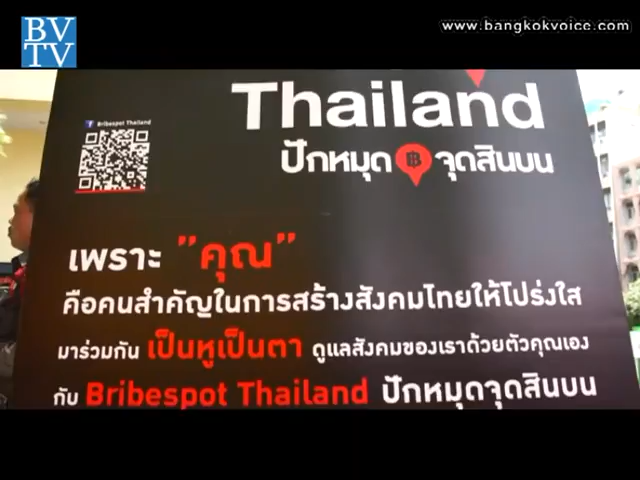 BV
TV
www.bangkokvoice.com
Bribespot Thailand
Thailand
ปักหมุด ฿ จุดสินบน
เพราะ "คุณ"
คือคนสำคัญในการสร้างสังคมไทยให้โปร่งใส
มาร่วมกัน เป็นหูเป็นตา ดูแลสังคมของเราด้วยตัวคุณเอง
กับ Bribespot Thailand ปักหมุดจุดสินบน